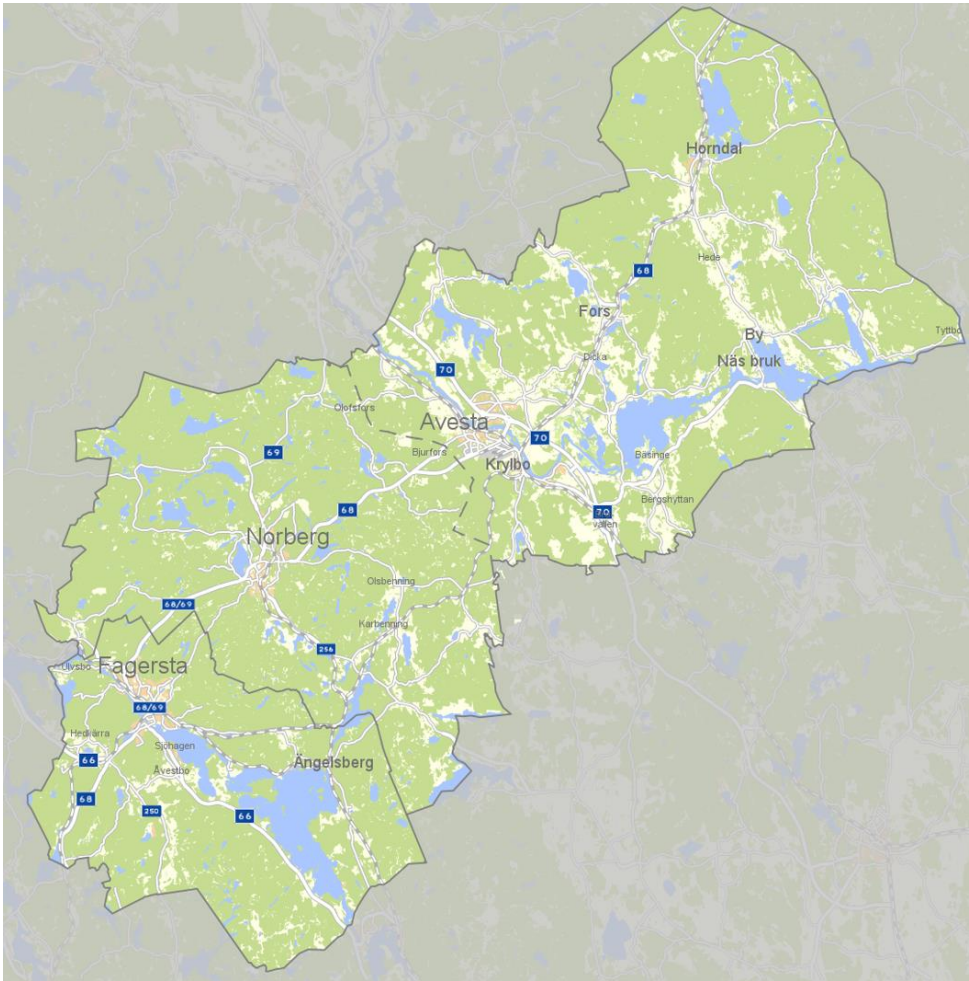 Horndal
Hede
68
Fors
Tyttbo
By
Dicka
Näs bruk
70
Olofsfors
Avesta
70
Bjurfors
69
Krylbo
Bäsinge
Bergshyttan
68
70
vallen
Norberg
Olsbenning
68/69
Karbenning
256
Ulvsbo
Fagersta
68/69
Hedkärra
Sjöhagen
66
Ängelsberg
Åvestbo
68
250
66